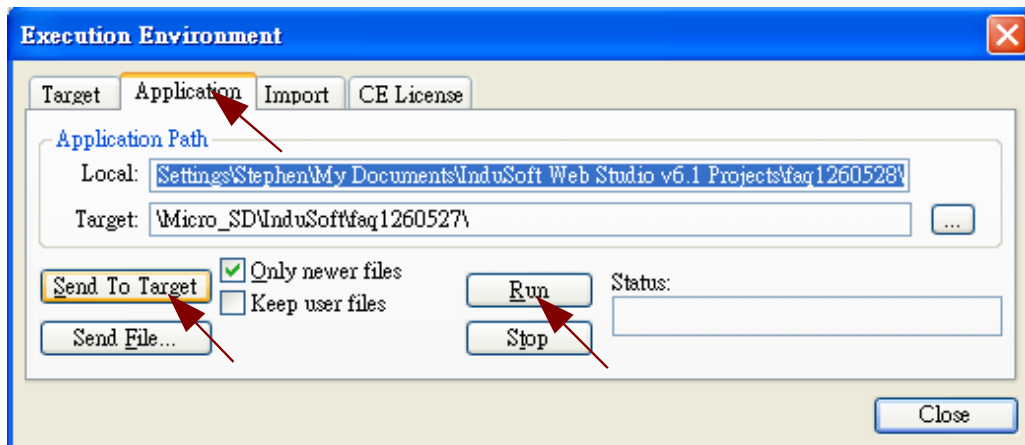 Execution Environment
Target Application Import CE License
Application Path
Local: Settings\Stephen\My Documents\InduSoft Web Studio v6.1 Projects\faq1260528\
Target: \Micro_SD\InduSoft\faq1260527\ ...
Send To Target Only newer files Run Status:
Keep user files
Send File... Stop
Close